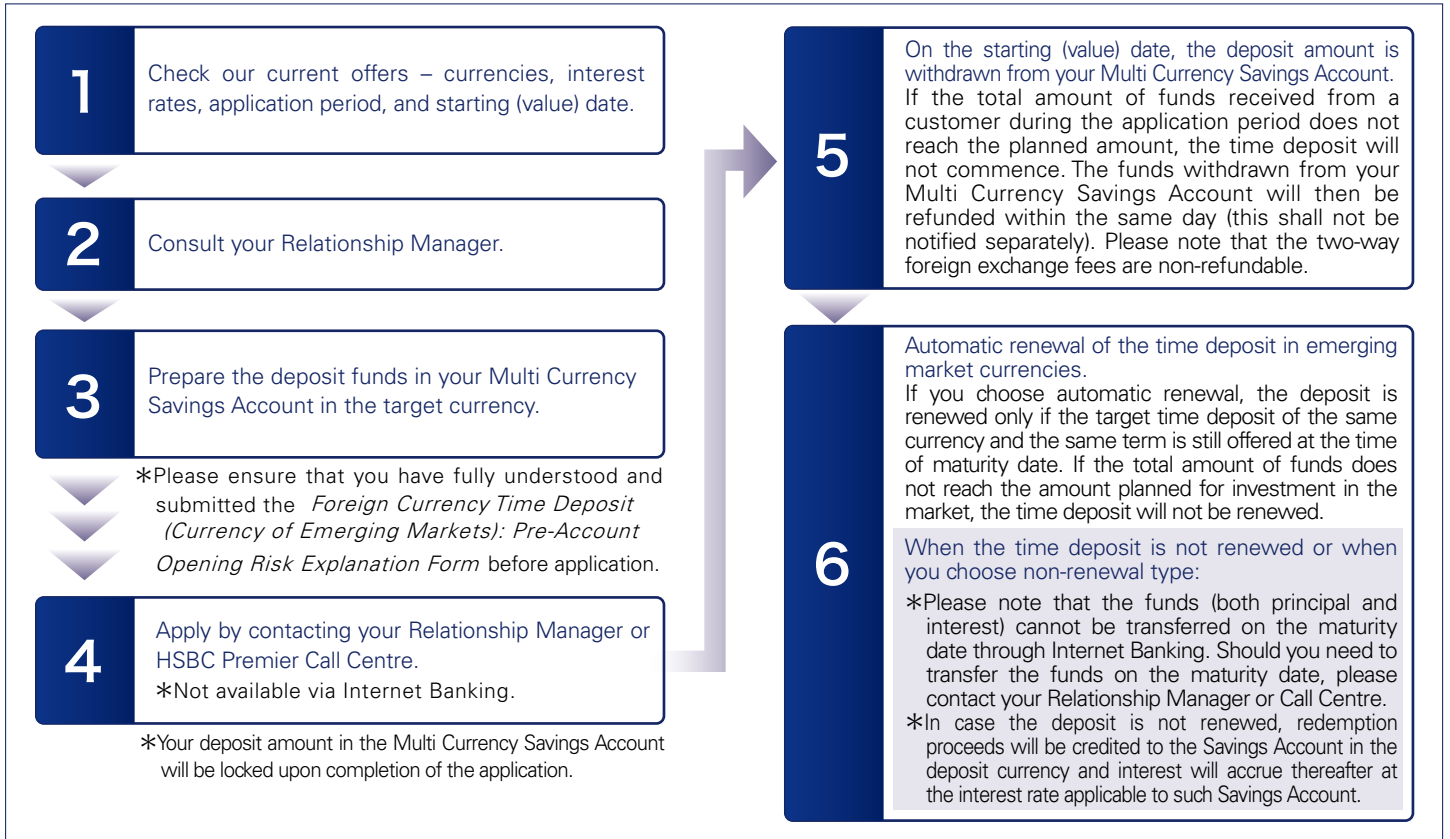 1
Check our current offers – currencies, interest
rates, application period, and starting (value) date.
2
Consult your Relationship Manager.
3
Prepare the deposit funds in your Multi Currency
Savings Account in the target currency.
*Please ensure that you have fully understood and
submitted the Foreign Currency Time Deposit
(Currency of Emerging Markets): Pre-Account
Opening Risk Explanation Form before application.
4
Apply by contacting your Relationship Manager or
HSBC Premier Call Centre.
*Not available via Internet Banking.
*Your deposit amount in the Multi Currency Savings Account
will be locked upon completion of the application.
5
On the starting (value) date, the deposit amount is
withdrawn from your Multi Currency Savings Account.
If the total amount of funds received from a
customer during the application period does not
reach the planned amount, the time deposit will
not commence. The funds withdrawn from your
Multi Currency Savings Account will then be
refunded within the same day (this shall not be
notified separately). Please note that the two-way
foreign exchange fees are non-refundable.
6
Automatic renewal of the time deposit in emerging
market currencies.
If you choose automatic renewal, the deposit is
renewed only if the target time deposit of the same
currency and the same term is still offered at the time
of maturity date. If the total amount of funds does
not reach the amount planned for investment in the
market, the time deposit will not be renewed.
When the time deposit is not renewed or when
you choose non-renewal type:
*Please note that the funds (both principal and
interest) cannot be transferred on the maturity
date through Internet Banking. Should you need to
transfer the funds on the maturity date, please
contact your Relationship Manager or Call Centre.
*In case the deposit is not renewed, redemption
proceeds will be credited to the Savings Account in the
deposit currency and interest will accrue thereafter at
the interest rate applicable to such Savings Account.